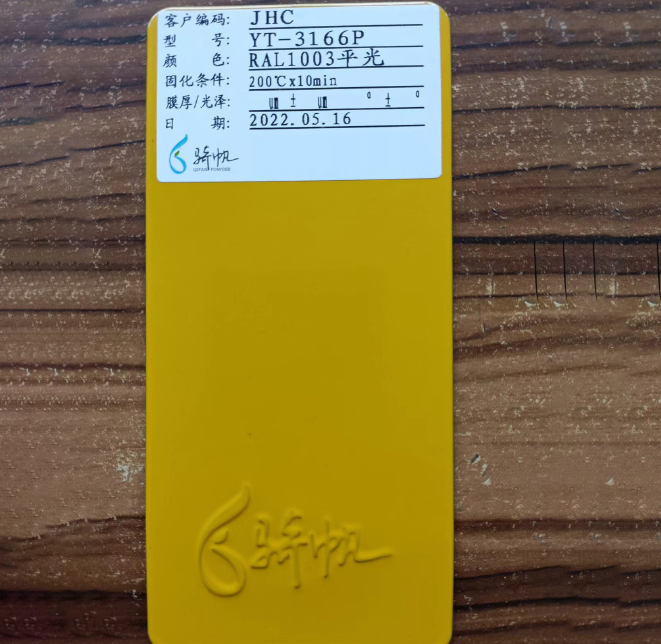 客户编码: JHC
型 号: YT-3166P
颜 色: RAL1003平光
固化条件: 200℃x10min
膜厚/光泽: um ± um ° ± °
日 期: 2022.05.16
骑帆
QIFAN POWDER
骑帆